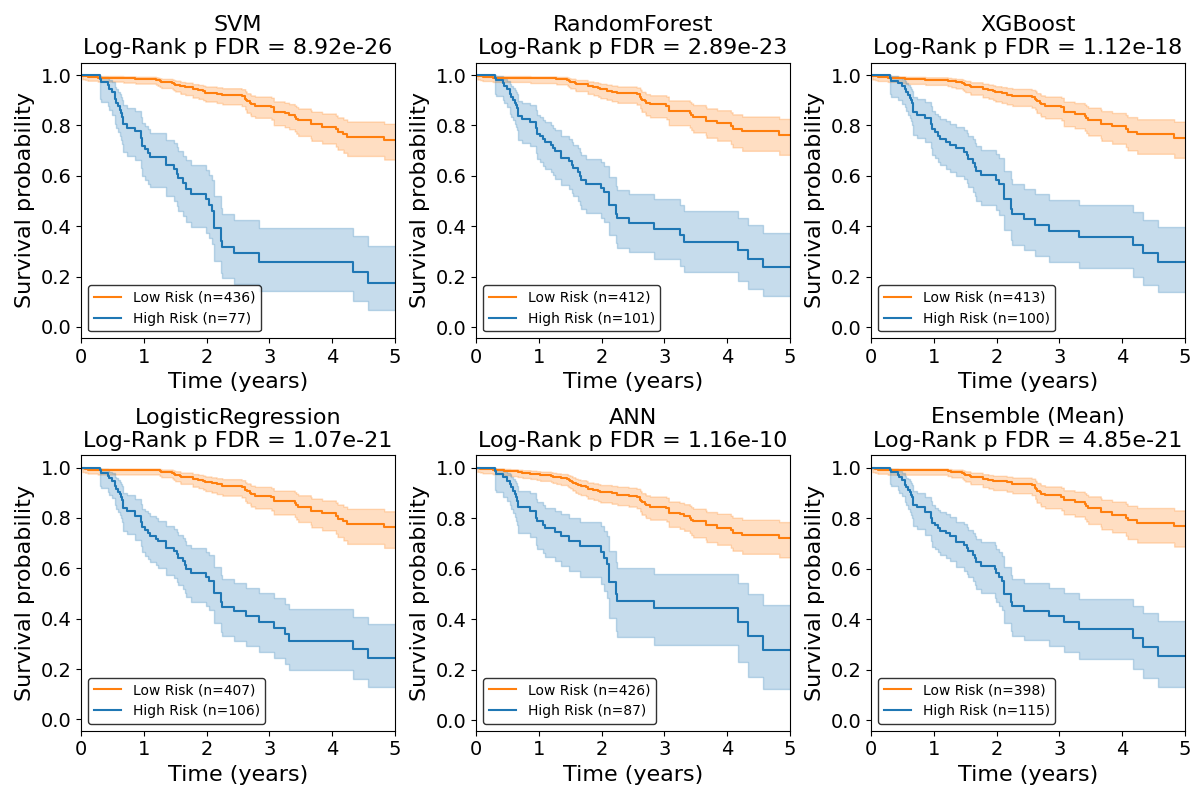 SVM
Log-Rank p FDR = 8.92e-26
Survival probability
1.0
0.8
0.6
0.4
0.2
0.0
Low Risk (n=436)
High Risk (n=77)
0 1 2 3 4 5
Time (years)
RandomForest
Log-Rank p FDR = 2.89e-23
Survival probability
1.0
0.8
0.6
0.4
0.2
0.0
Low Risk (n=412)
High Risk (n=101)
0 1 2 3 4 5
Time (years)
XGBoost
Log-Rank p FDR = 1.12e-18
Survival probability
1.0
0.8
0.6
0.4
0.2
0.0
Low Risk (n=413)
High Risk (n=100)
0 1 2 3 4 5
Time (years)
LogisticRegression
Log-Rank p FDR = 1.07e-21
Survival probability
1.0
0.8
0.6
0.4
0.2
0.0
Low Risk (n=407)
High Risk (n=106)
0 1 2 3 4 5
Time (years)
ANN
Log-Rank p FDR = 1.16e-10
Survival probability
1.0
0.8
0.6
0.4
0.2
0.0
Low Risk (n=426)
High Risk (n=87)
0 1 2 3 4 5
Time (years)
Ensemble (Mean)
Log-Rank p FDR = 4.85e-21
Survival probability
1.0
0.8
0.6
0.4
0.2
0.0
Low Risk (n=398)
High Risk (n=115)
0 1 2 3 4 5
Time (years)